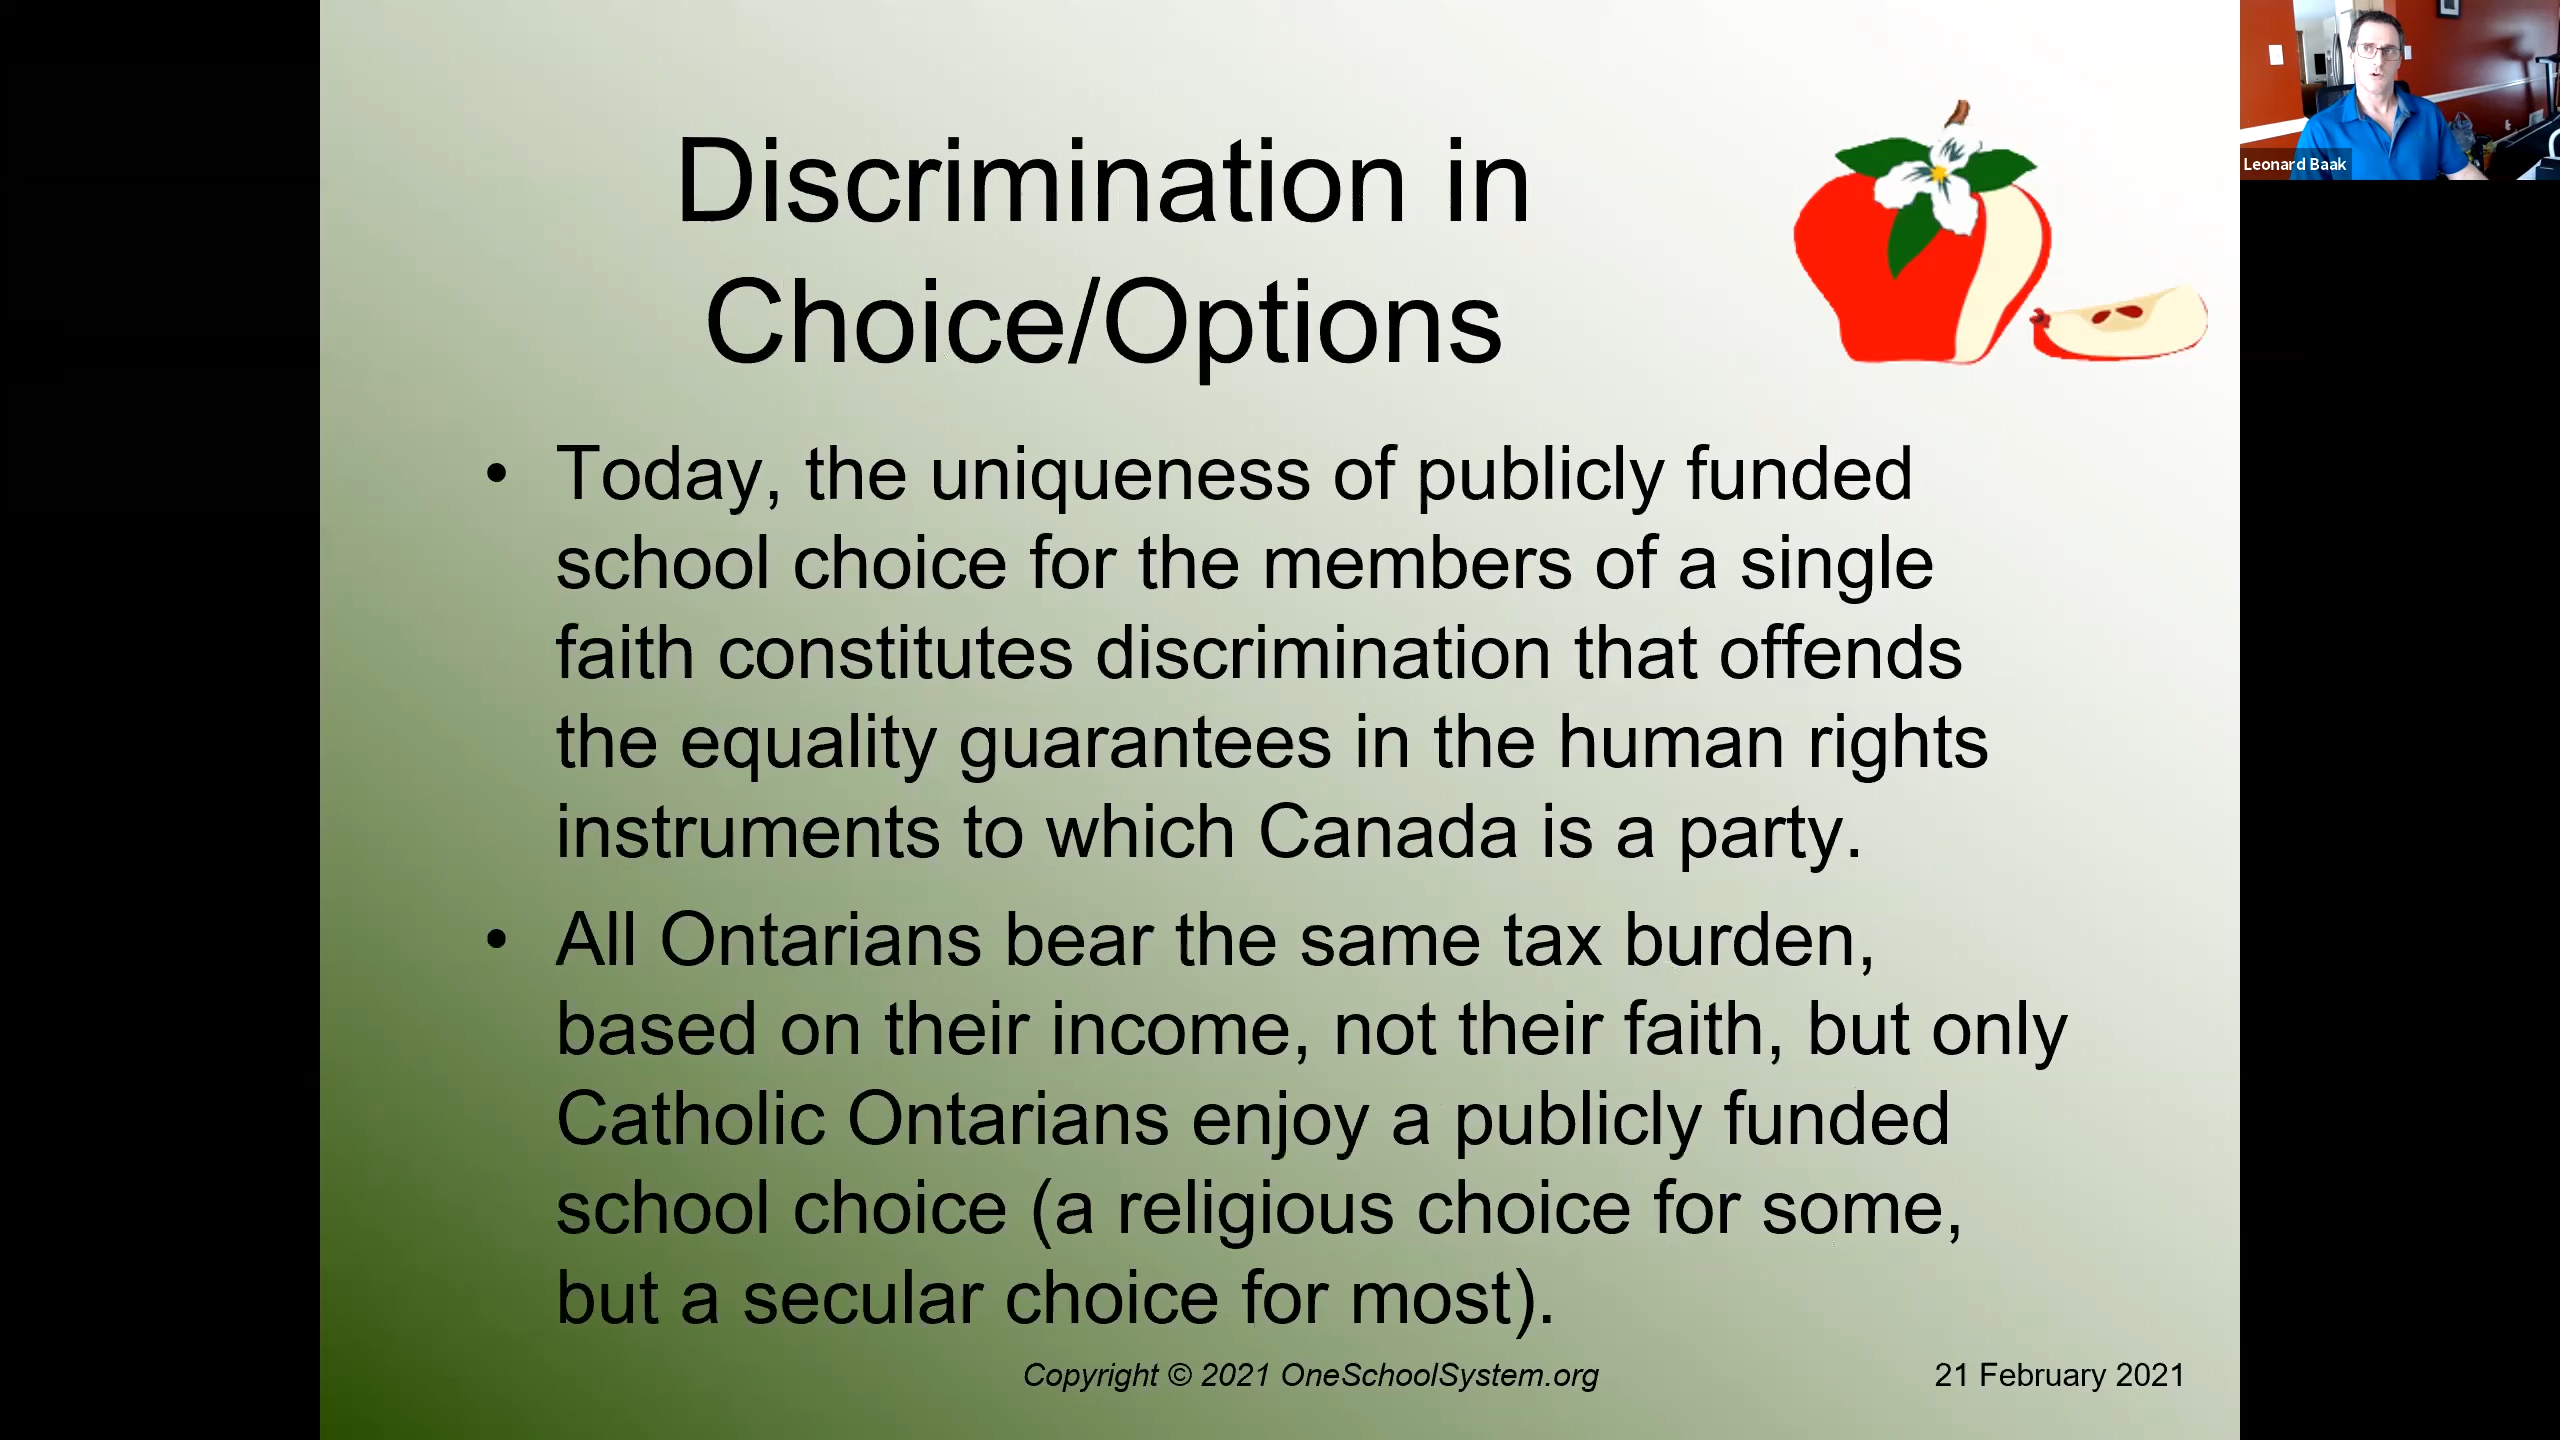 Discrimination in
Choice/Options
• Today, the uniqueness of publicly funded
school choice for the members of a single
faith constitutes discrimination that offends
the equality guarantees in the human rights
instruments to which Canada is a party.
• All Ontarians bear the same tax burden,
based on their income, not their faith, but only
Catholic Ontarians enjoy a publicly funded
school choice (a religious choice for some,
but a secular choice for most).
Copyright © 2021 OneSchoolSystem.org
21 February 2021
Leonard Baak